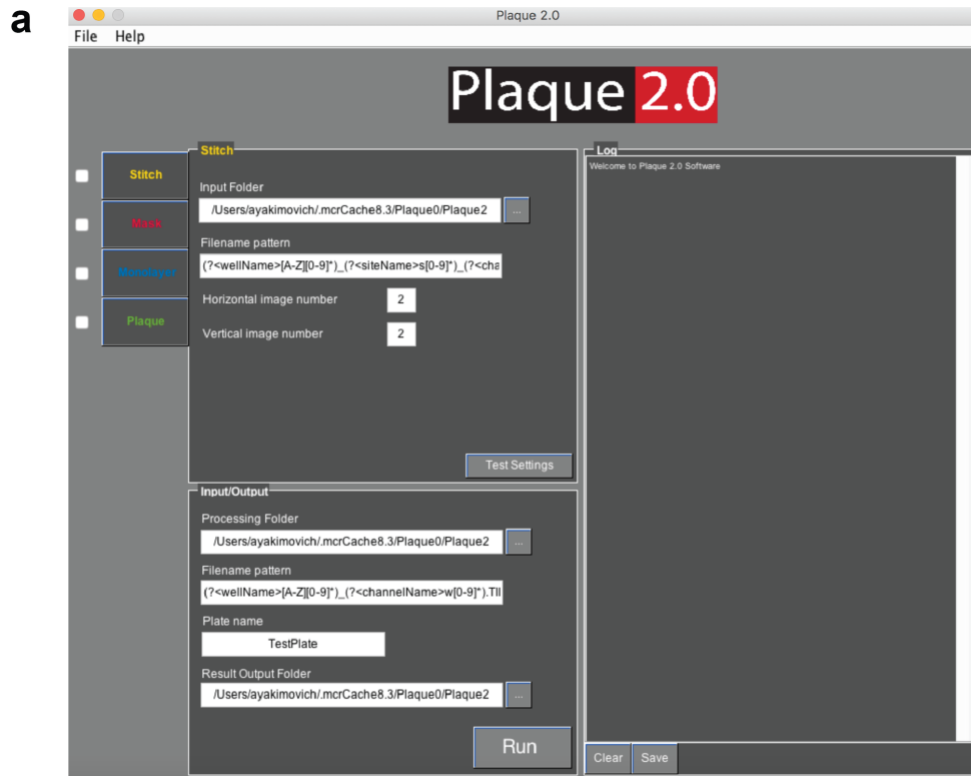 a
Plaque 2.0
File Help
Plaque 2.0
Stitch
Mask
Monolayer
Plaque
Stitch
Input Folder
/Users/ayakimovich/.mcrCache8.3/Plaque0/Plaque2
...
Filename pattern
(?<wellName>[A-Z][0-9]*)_(?<siteName>s[0-9]*)_(?<cha
Horizontal image number 2
Vertical image number 2
Test Settings
Input/Output
Processing Folder
/Users/ayakimovich/.mcrCache8.3/Plaque0/Plaque2
...
Filename pattern
(?<wellName>[A-Z][0-9]*)_(?<channelName>w[0-9]*).TII
Plate name
TestPlate
Result Output Folder
/Users/ayakimovich/.mcrCache8.3/Plaque0/Plaque2
...
Run
Log
Welcome to Plaque 2.0 Software
Clear Save